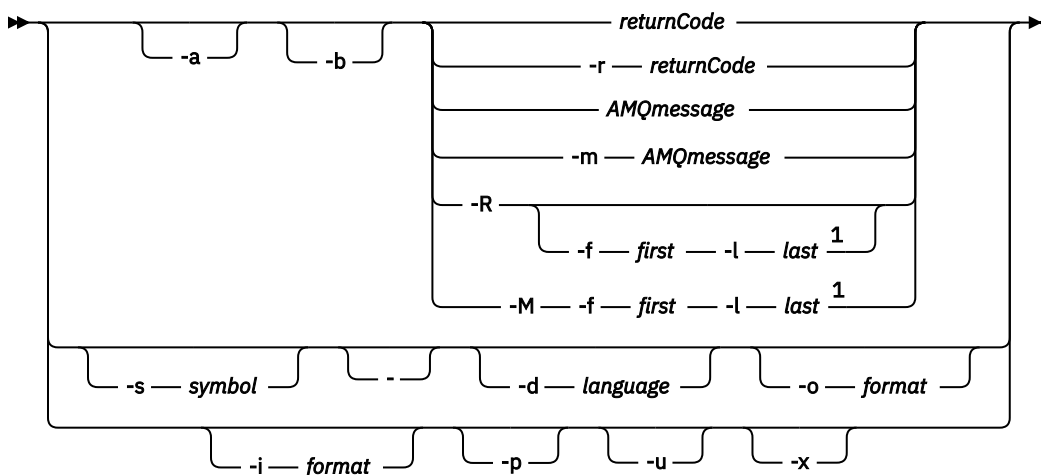 returnCode
-a -b
-r returnCode
AMQmessage
-m AMQmessage
-R
-f first -l last 1
-M -f first -l last 1
-s symbol - -d language -o format
-i format -p -u -x